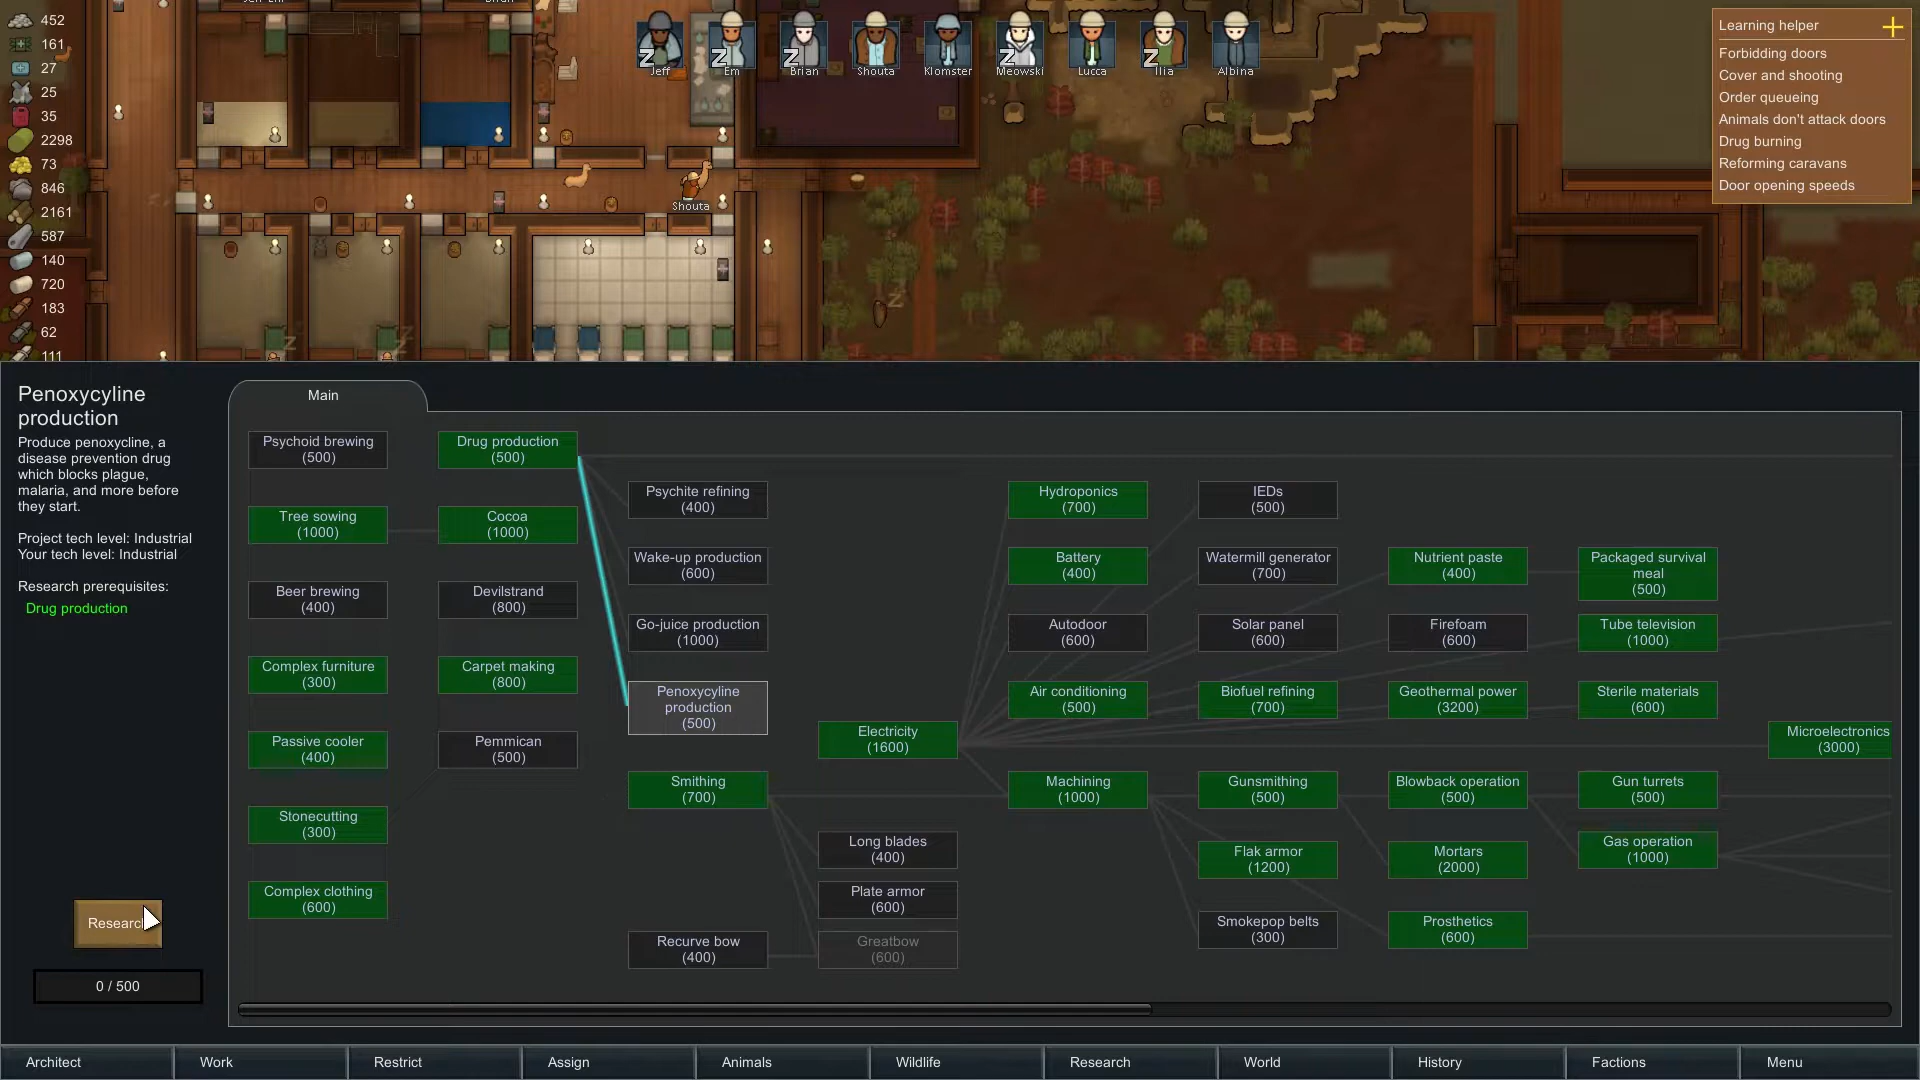 452
161
27
25
35
2298
73
846
2161
587
140
720
183
62
111
Jeff
Em
Brian
Shouta
Klomster
Meowski
Lucca
Ilia
Albina
Shouta
Learning helper
Forbidding doors
Cover and shooting
Order queueing
Animals don't attack doors
Drug burning
Reforming caravans
Door opening speeds
Penoxycyline
production
Produce penoxycline, a
disease prevention drug
which blocks plague,
malaria, and more before
they start.
Project tech level: Industrial
Your tech level: Industrial
Research prerequisites:
Drug production
Research
0 / 500
Main
Psychoid brewing
(500)
Tree sowing
(1000)
Beer brewing
(400)
Complex furniture
(300)
Passive cooler
(400)
Stonecutting
(300)
Complex clothing
(600)
Drug production
(500)
Cocoa
(1000)
Devilstrand
(800)
Carpet making
(800)
Pemmican
(500)
Psychite refining
(400)
Wake-up production
(600)
Go-juice production
(1000)
Penoxycyline
production
(500)
Smithing
(700)
Recurve bow
(400)
Electricity
(1600)
Long blades
(400)
Plate armor
(600)
Greatbow
(600)
Hydroponics
(700)
Battery
(400)
Autodoor
(600)
Air conditioning
(500)
Machining
(1000)
IEDs
(500)
Watermill generator
(700)
Solar panel
(600)
Biofuel refining
(700)
Gunsmithing
(500)
Flak armor
(1200)
Smokepop belts
(300)
Nutrient paste
(400)
Firefoam
(600)
Geothermal power
(3200)
Blowback operation
(500)
Mortars
(2000)
Prosthetics
(600)
Packaged survival
meal
(500)
Tube television
(1000)
Sterile materials
(600)
Gun turrets
(500)
Gas operation
(1000)
Microelectronics
(3000)
Architect
Work
Restrict
Assign
Animals
Wildlife
Research
World
History
Factions
Menu